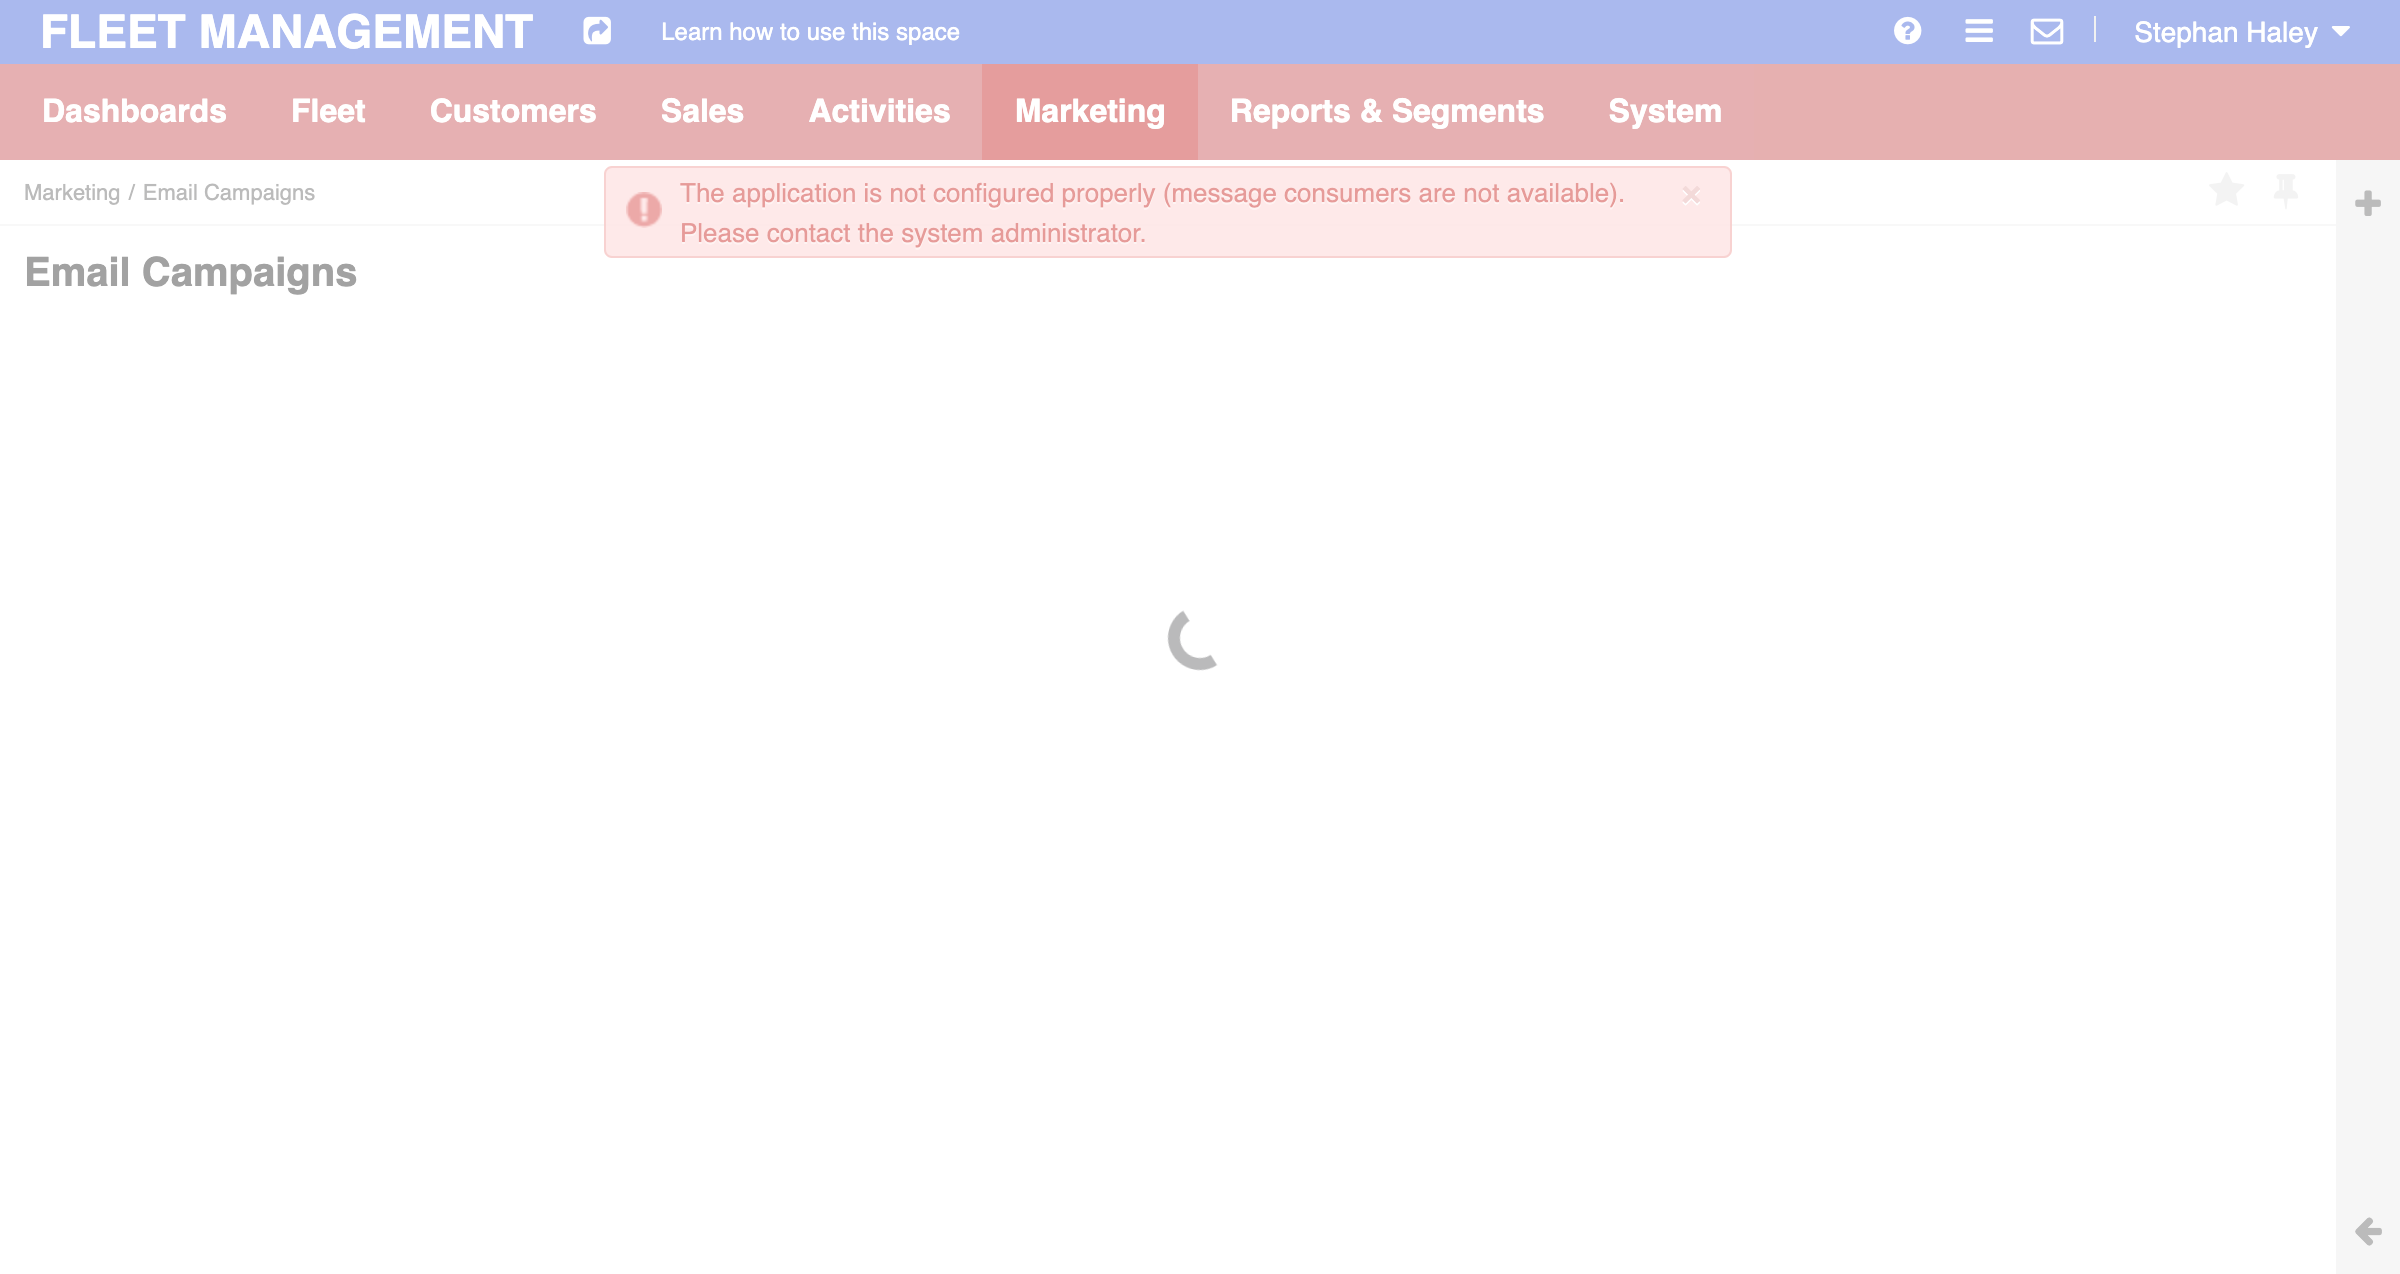 FLEET MANAGEMENT Learn how to use this space Stephan Haley
Dashboards Fleet Customers Sales Activities Marketing Reports & Segments System
Marketing / Email Campaigns
The application is not configured properly (message consumers are not available).
Please contact the system administrator.
Email Campaigns